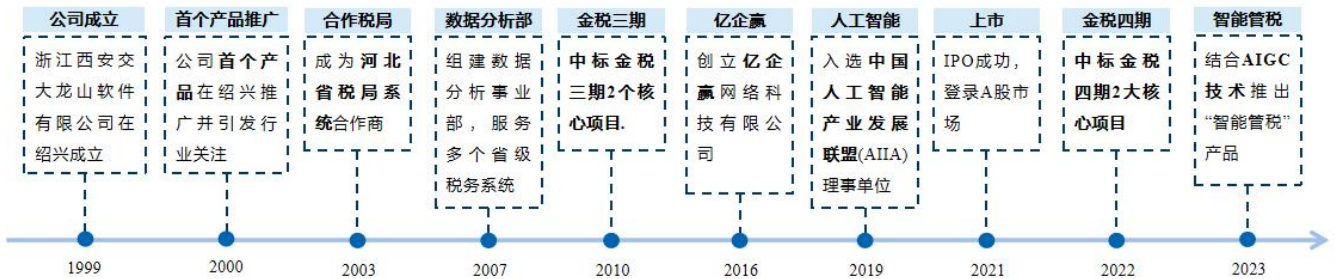 公司成立
浙江西安交
大龙山软件
有限公司在
绍兴成立
首个产品推广
公司首个产
品在绍兴推
广并引发行
业关注
合作税局
成为河北
省税局系
统合作商
数据分析部
组建数据
分析事业
部，服务
多个省级
税务系统
金税三期
中标金税
三期2个核
心项目.
亿企赢
创立亿企
赢网络科
技有限公
司
人工智能
入选中国
人工智能
产业发展
联盟(AIIA)
理事单位
上市
IPO成功，
登录A股市
场
金税四期
中标金税
四期2大核
心项目
智能管税
结合AIGC
技术推出
“智能管税”
产品
1999
2000
2003
2007
2010
2016
2019
2021
2022
2023